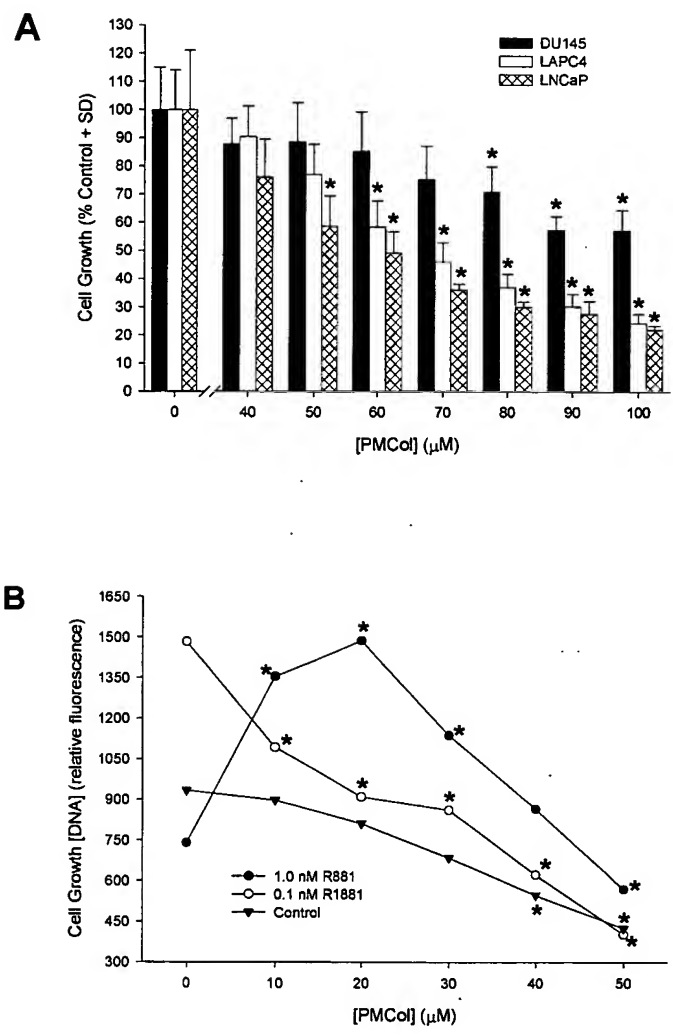 A
Cell Growth (% Control + SD)
130
120
110
100
90
80
70
60
50
40
30
20
10
0
DU145
LAPC4
LNCaP
* * * * * * * * * * * * * *
0 40 50 60 70 80 90 100
[PMCol] (μM)
B
Cell Growth [DNA] (relative fluorescence)
1650
1500
1350
1200
1050
900
750
600
450
300
* * * * * * * * * * *
1.0 nM R881
0.1 nM R1881
Control
0 10 20 30 40 50
[PMCol] (μM)